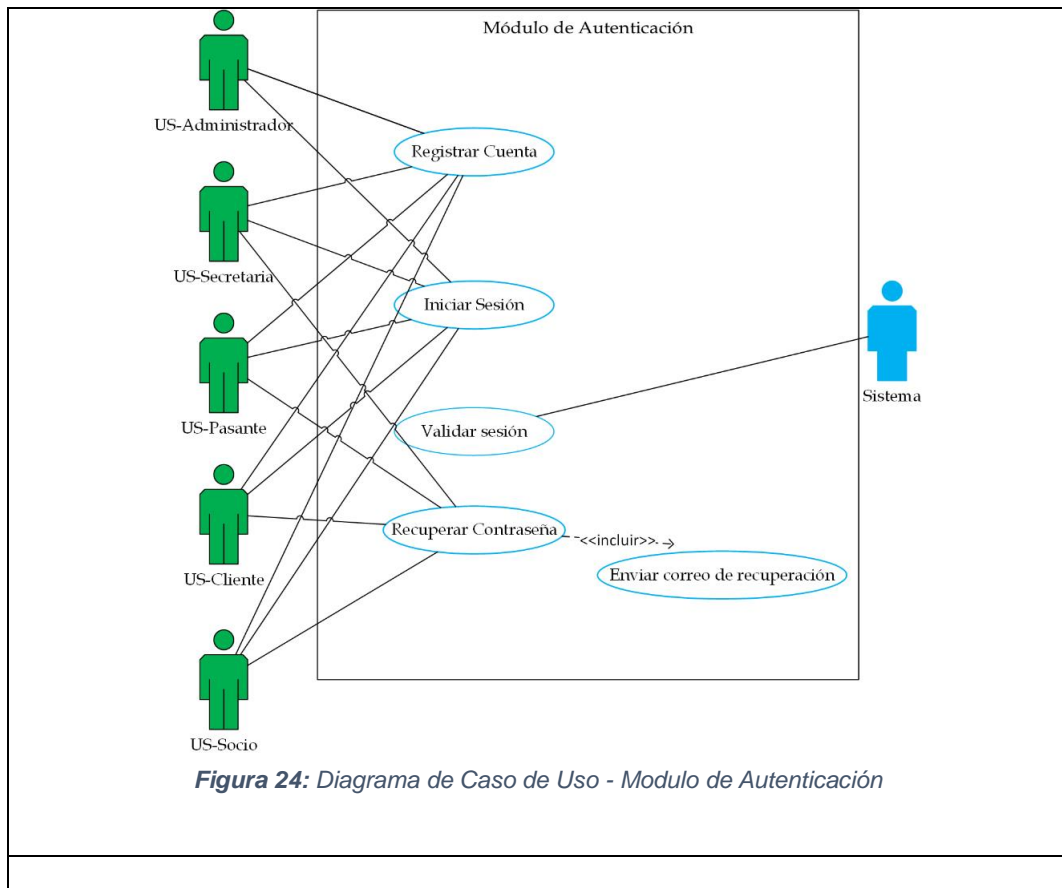 Módulo de Autenticación
US-Administrador
Registrar Cuenta
US-Secretaria
Iniciar Sesión
Sistema
US-Pasante
Validar sesión
Recuperar Contraseña
<<incluir>>
Enviar correo de recuperación
US-Cliente
US-Socio
Figura 24: Diagrama de Caso de Uso - Modulo de Autenticación